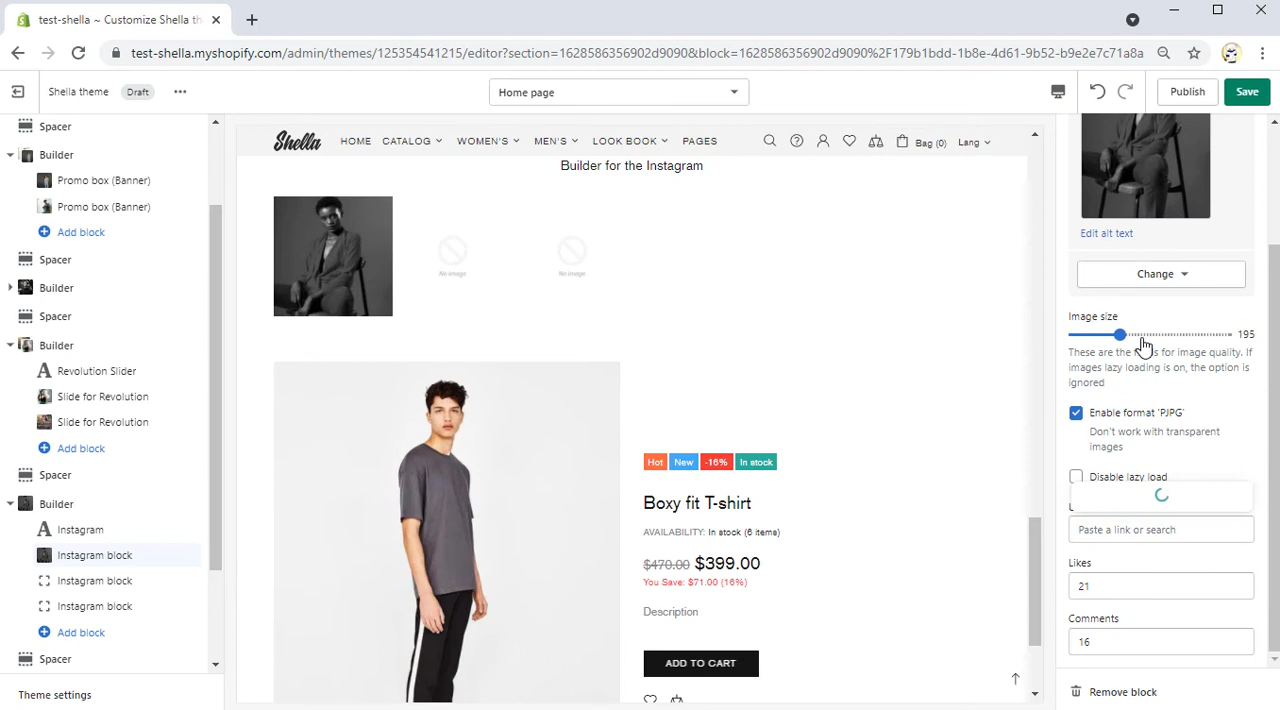 test-shella ~ Customize Shella th
test-shella.myshopify.com/admin/themes/125354541215/editor?section=1628586356902d9090&block=1628586356902d9090%2F179b1bdd-1b8e-4d61-9b52-b9e2e7c71a8a
Shella theme
Draft
Home page
Publish
Save
Spacer
Builder
Promo box (Banner)
Promo box (Banner)
Add block
Spacer
Builder
Spacer
Builder
Revolution Slider
Slide for Revolution
Slide for Revolution
Add block
Spacer
Builder
Instagram
Instagram block
Instagram block
Instagram block
Add block
Spacer
Theme settings
Shella
HOME CATALOG WOMEN'S MEN'S LOOK BOOK PAGES
Bag (0)
Lang
Builder for the Instagram
No image
No image
Hot
New
-16%
In stock
Boxy fit T-shirt
AVAILABILITY: In stock (6 items)
$470.00 $399.00
You Save: $71.00 (16%)
Description
ADD TO CART
Edit alt text
Change
Image size
195
These are the for image quality. If
images lazy loading is on, the option is
ignored
Enable format 'PJPG'
Don't work with transparent
images
Disable lazy load
Paste a link or search
Likes
21
Comments
16
Remove block